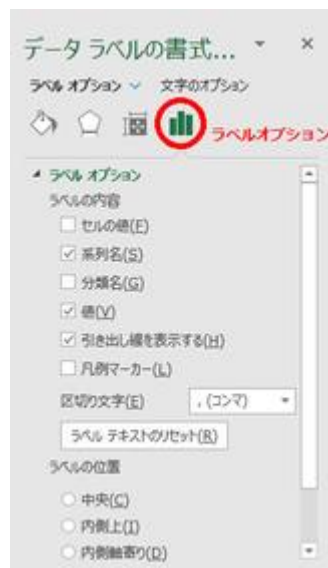 データ ラベルの書式...
ラベル オプション 文字のオプション
ラベルオプション
ラベル オプション
ラベルの内容
セルの値(F)
系列名(S)
分類名(G)
値(V)
引き出し線を表示する(H)
凡例マーカー(L)
区切り文字(E) , (コンマ)
ラベル テキストのリセット(R)
ラベルの位置
中央(C)
内側上(I)
内側軸寄り(D)